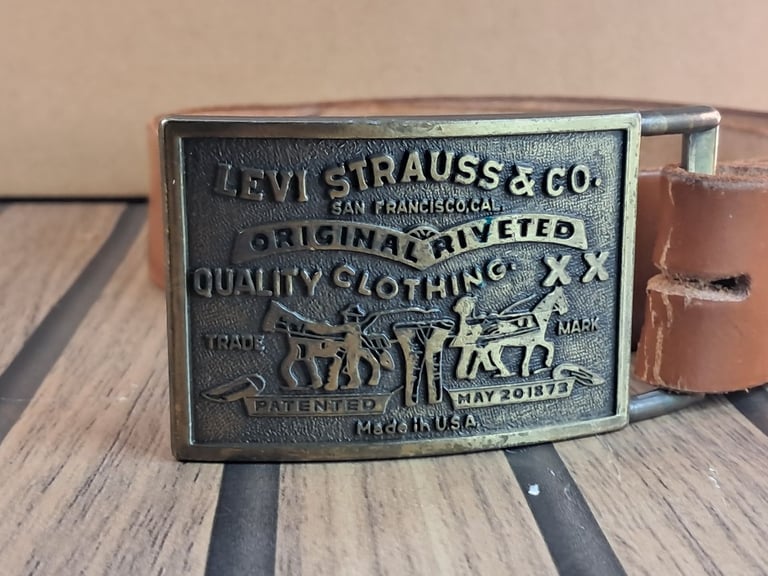 LEVI STRAUSS & CO.
SAN FRANCISCO, CAL.
ORIGINAL RIVETED
QUALITY CLOTHING. XX
TRADE MARK
PATENTED MAY 20 1873
Made in U.S.A.